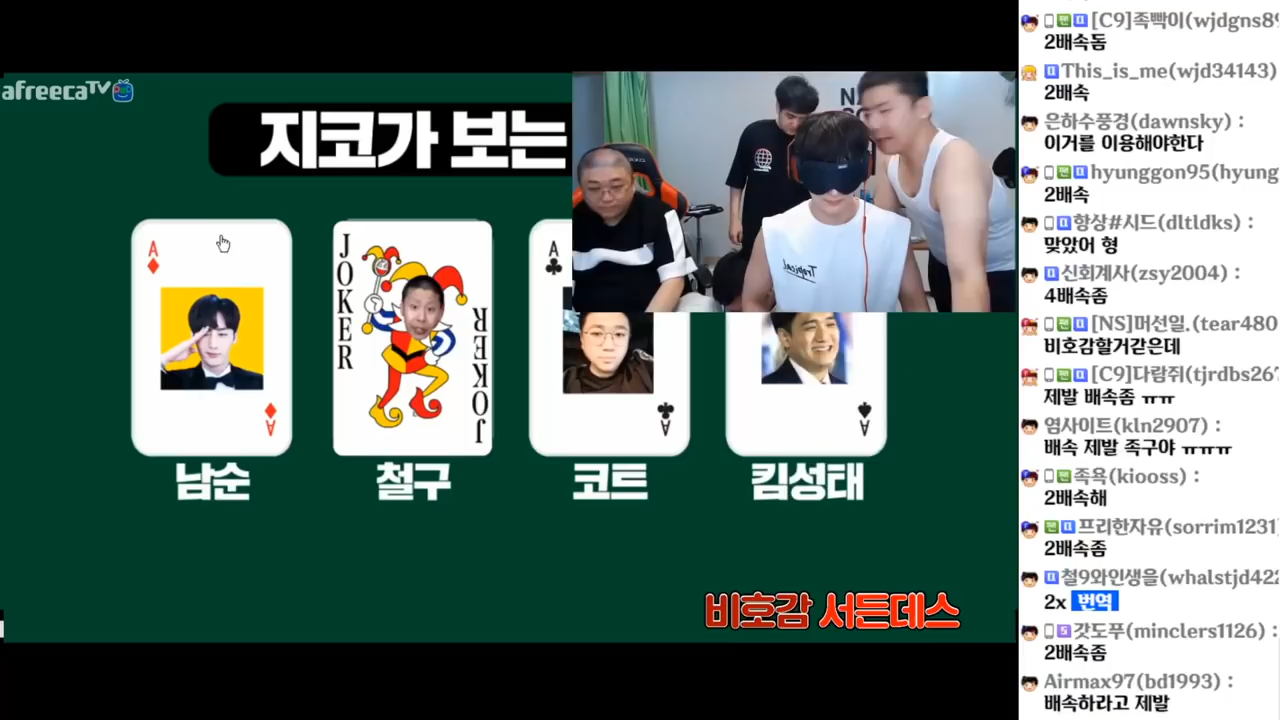 afreecaTV
지코가 보는
A
A
JOKER
JOKER
A
A
A
남순
철구
코트
킴성태
비호감 서든데스
Tropical
[C9]족빡이(wjdgns89
2배속돔
This_is_me(wjd34143)
2배속
은하수풍경(dawnsky) :
이거를 이용해야한다
hyunggon95(hyung
2배속
항상#시드(dltldks) :
맞았어 형
신회계사(zsy2004) :
4배속좀
[NS]머선일.(tear480
비호감할거같은데
[C9]다람쥐(tjrdbs267
제발 배속좀 ㅠㅠ
염사이트(kln2907) :
배속 제발 족구야 ㅠㅠㅠ
족욕(kiooss) :
2배속해
프리한자유(sorrim1231
2배속좀
철9와인생을(whalstjd422
2x 번역
갓도푸(minclers1126) :
2배속좀
Airmax97(bd1993) :
배속하라고 제발